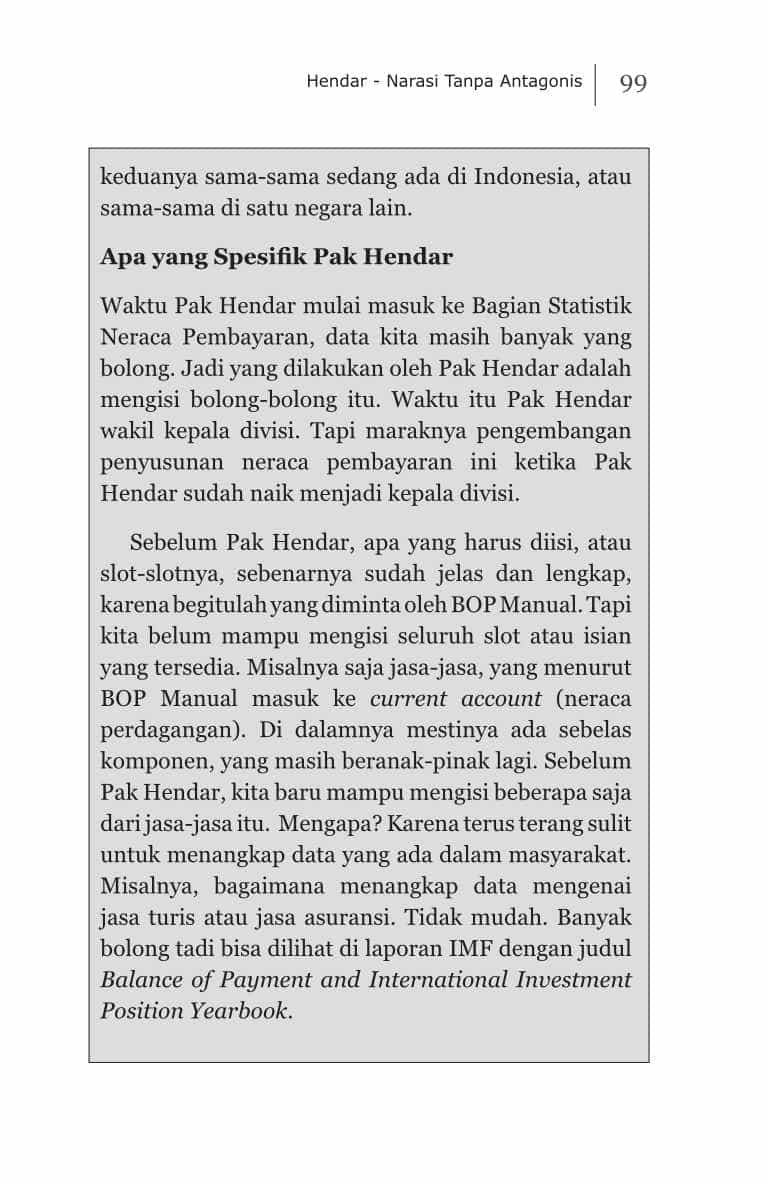 Hendar - Narasi Tanpa Antagonis 99
keduanya sama-sama sedang ada di Indonesia, atau
sama-sama di satu negara lain.
Apa yang Spesifik Pak Hendar
Waktu Pak Hendar mulai masuk ke Bagian Statistik
Neraca Pembayaran, data kita masih banyak yang
bolong. Jadi yang dilakukan oleh Pak Hendar adalah
mengisi bolong-bolong itu. Waktu itu Pak Hendar
wakil kepala divisi. Tapi maraknya pengembangan
penyusunan neraca pembayaran ini ketika Pak
Hendar sudah naik menjadi kepala divisi.
Sebelum Pak Hendar, apa yang harus diisi, atau
slot-slotnya, sebenarnya sudah jelas dan lengkap,
karena begitulah yang diminta oleh BOP Manual. Tapi
kita belum mampu mengisi seluruh slot atau isian
yang tersedia. Misalnya saja jasa-jasa, yang menurut
BOP Manual masuk ke current account (neraca
perdagangan). Di dalamnya mestinya ada sebelas
komponen, yang masih beranak-pinak lagi. Sebelum
Pak Hendar, kita baru mampu mengisi beberapa saja
dari jasa-jasa itu. Mengapa? Karena terus terang sulit
untuk menangkap data yang ada dalam masyarakat.
Misalnya, bagaimana menangkap data mengenai
jasa turis atau jasa asuransi. Tidak mudah. Banyak
bolong tadi bisa dilihat di laporan IMF dengan judul
Balance of Payment and International Investment
Position Yearbook.